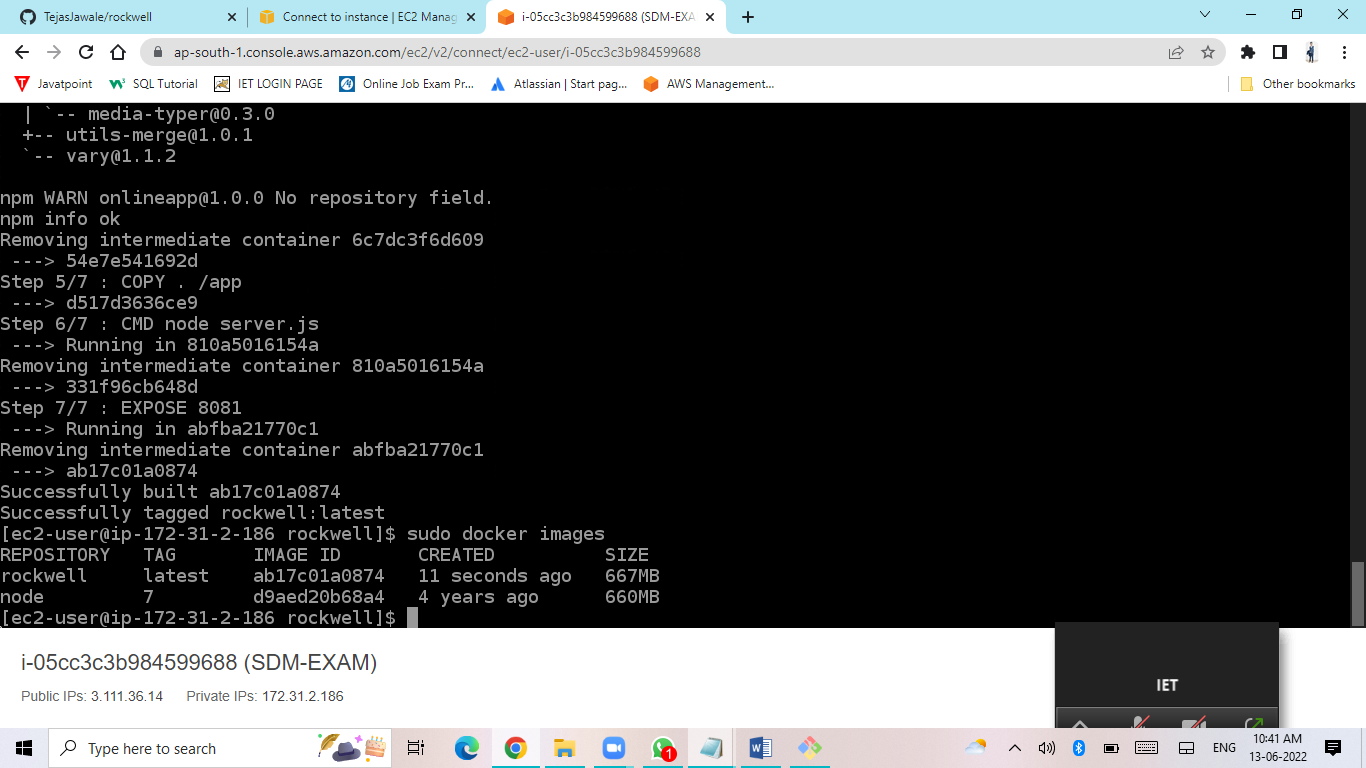 TejasJawale/rockwell
Connect to instance | EC2 Manag
i-05cc3c3b984599688 (SDM-EXA
ap-south-1.console.aws.amazon.com/ec2/v2/connect/ec2-user/i-05cc3c3b984599688
Javatpoint
SQL Tutorial
IET LOGIN PAGE
Online Job Exam Pr...
Atlassian | Start pag...
AWS Management...
Other bookmarks
| `-- media-typer@0.3.0
+-- utils-merge@1.0.1
`-- vary@1.1.2
npm WARN onlineapp@1.0.0 No repository field.
npm info ok
Removing intermediate container 6c7dc3f6d609
---> 54e7e541692d
Step 5/7 : COPY . /app
---> d517d3636ce9
Step 6/7 : CMD node server.js
---> Running in 810a5016154a
Removing intermediate container 810a5016154a
---> 331f96cb648d
Step 7/7 : EXPOSE 8081
---> Running in abfba21770c1
Removing intermediate container abfba21770c1
---> ab17c01a0874
Successfully built ab17c01a0874
Successfully tagged rockwell:latest
[ec2-user@ip-172-31-2-186 rockwell]$ sudo docker images
REPOSITORY TAG IMAGE ID CREATED SIZE
rockwell latest ab17c01a0874 11 seconds ago 667MB
node 7 d9aed20b68a4 4 years ago 660MB
[ec2-user@ip-172-31-2-186 rockwell]$
i-05cc3c3b984599688 (SDM-EXAM)
Public IPs: 3.111.36.14 Private IPs: 172.31.2.186
IET
Type here to search
1
ENG
10:41 AM
13-06-2022